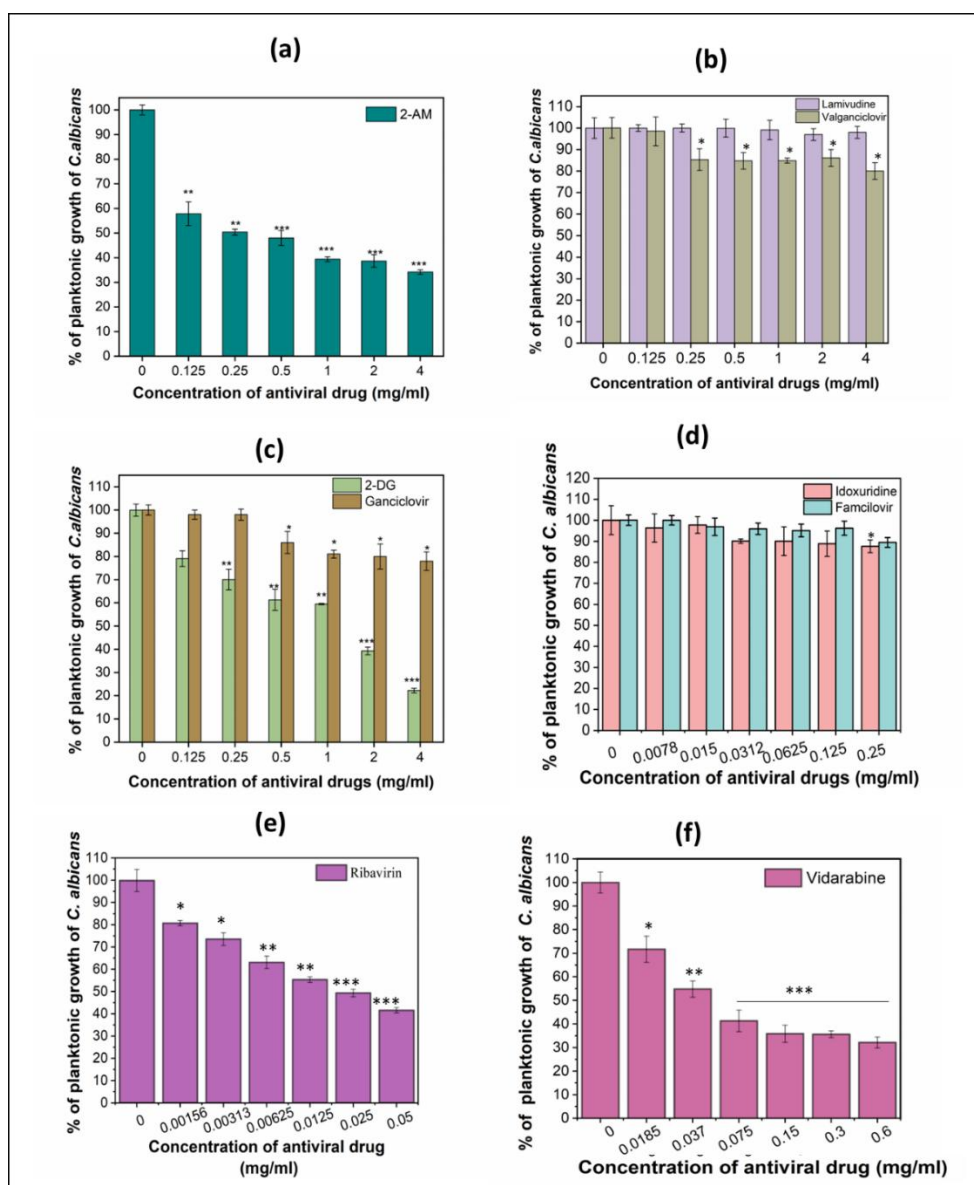 (a)
% of planktonic growth of C.albicans
100
90
80
70
60
50
40
30
20
10
0
2-AM
**
**
***
***
***
***
0 0.125 0.25 0.5 1 2 4
Concentration of antiviral drug (mg/ml)
(b)
% of planktonic growth of C.albicans
100
90
80
70
60
50
40
30
20
10
0
Lamivudine
Valganciclovir
*
*
*
*
*
0 0.125 0.25 0.5 1 2 4
Concentration of antiviral drugs (mg/ml)
(c)
% of planktonic growth of C.albicans
110
100
90
80
70
60
50
40
30
20
10
0
2-DG
Ganciclovir
**
*
**
*
**
*
***
*
***
0 0.125 0.25 0.5 1 2 4
Concentration of antiviral drugs (mg/ml)
(d)
% of planktonic growth of C. albicans
120
110
100
90
80
70
60
50
40
30
20
10
0
Idoxuridine
Famcilovir
*
0 0.0078 0.015 0.0312 0.0625 0.125 0.25
Concentration of antiviral drugs (mg/ml)
(e)
% of planktonic growth of C. albicans
110
100
90
80
70
60
50
40
30
20
10
0
Ribavirin
*
*
**
**
***
***
0 0.00156 0.00313 0.00625 0.0125 0.025 0.05
Concentration of antiviral drug
(mg/ml)
(f)
% of planktonic growth of C. albicans
110
100
90
80
70
60
50
40
30
20
10
0
Vidarabine
*
**
***
0 0.0185 0.037 0.075 0.15 0.3 0.6
Concentration of antiviral drug (mg/ml)